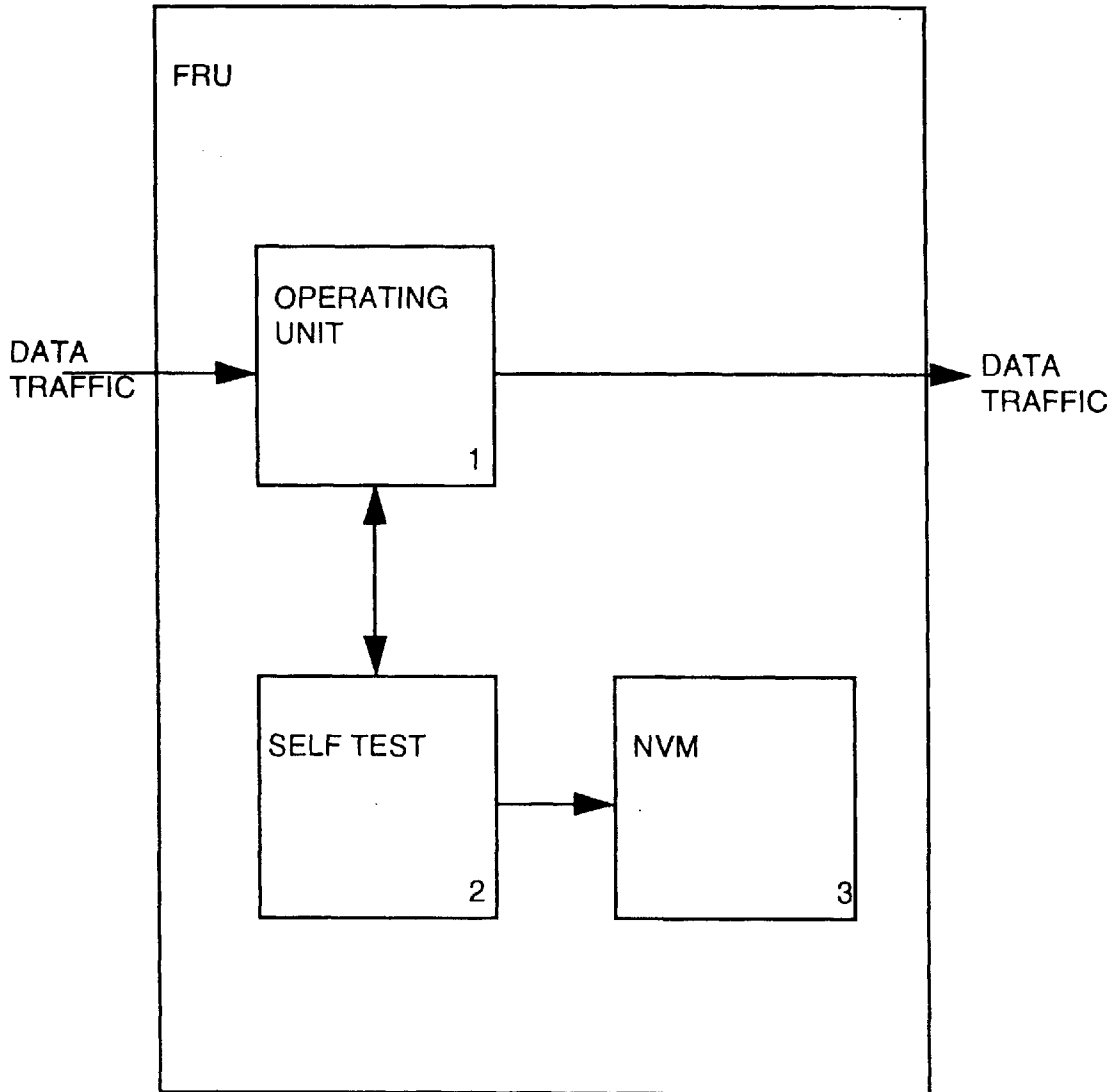 FRU
OPERATING
UNIT
1
DATA
TRAFFIC
DATA
TRAFFIC
SELF TEST
2
NVM
3